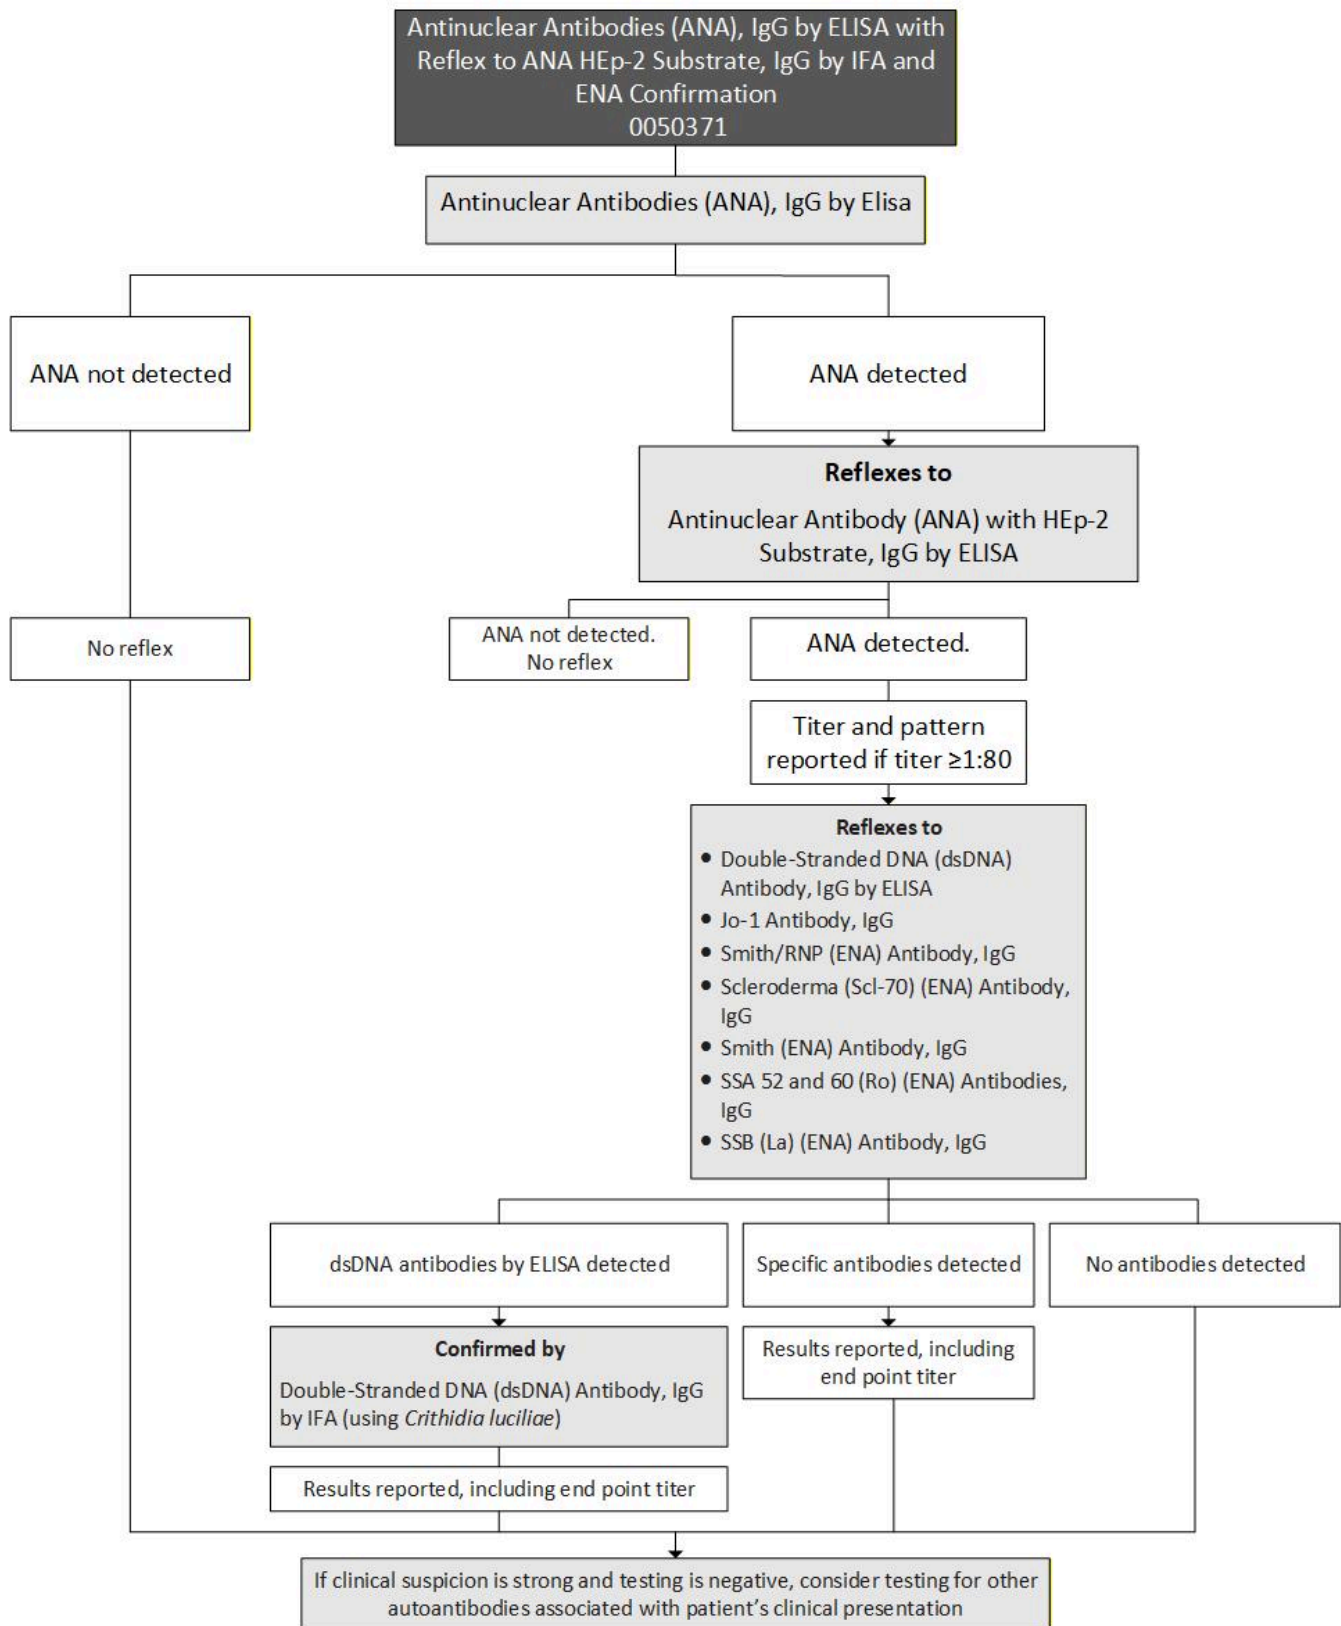 Antinuclear Antibodies (ANA), IgG by ELISA with
Reflex to ANA HEp-2 Substrate, IgG by IFA and
ENA Confirmation
0050371
Antinuclear Antibodies (ANA), IgG by Elisa
ANA not detected
ANA detected
Reflexes to
Antinuclear Antibody (ANA) with HEp-2
Substrate, IgG by ELISA
No reflex
ANA not detected.
No reflex
ANA detected.
Titer and pattern
reported if titer ≥1:80
Reflexes to
• Double-Stranded DNA (dsDNA)
Antibody, IgG by ELISA
• Jo-1 Antibody, IgG
• Smith/RNP (ENA) Antibody, IgG
• Scleroderma (Scl-70) (ENA) Antibody,
IgG
• Smith (ENA) Antibody, IgG
• SSA 52 and 60 (Ro) (ENA) Antibodies,
IgG
• SSB (La) (ENA) Antibody, IgG
dsDNA antibodies by ELISA detected
Specific antibodies detected
No antibodies detected
Confirmed by
Double-Stranded DNA (dsDNA) Antibody, IgG
by IFA (using Crithidia luciliae)
Results reported, including
end point titer
Results reported, including end point titer
If clinical suspicion is strong and testing is negative, consider testing for other
autoantibodies associated with patient's clinical presentation